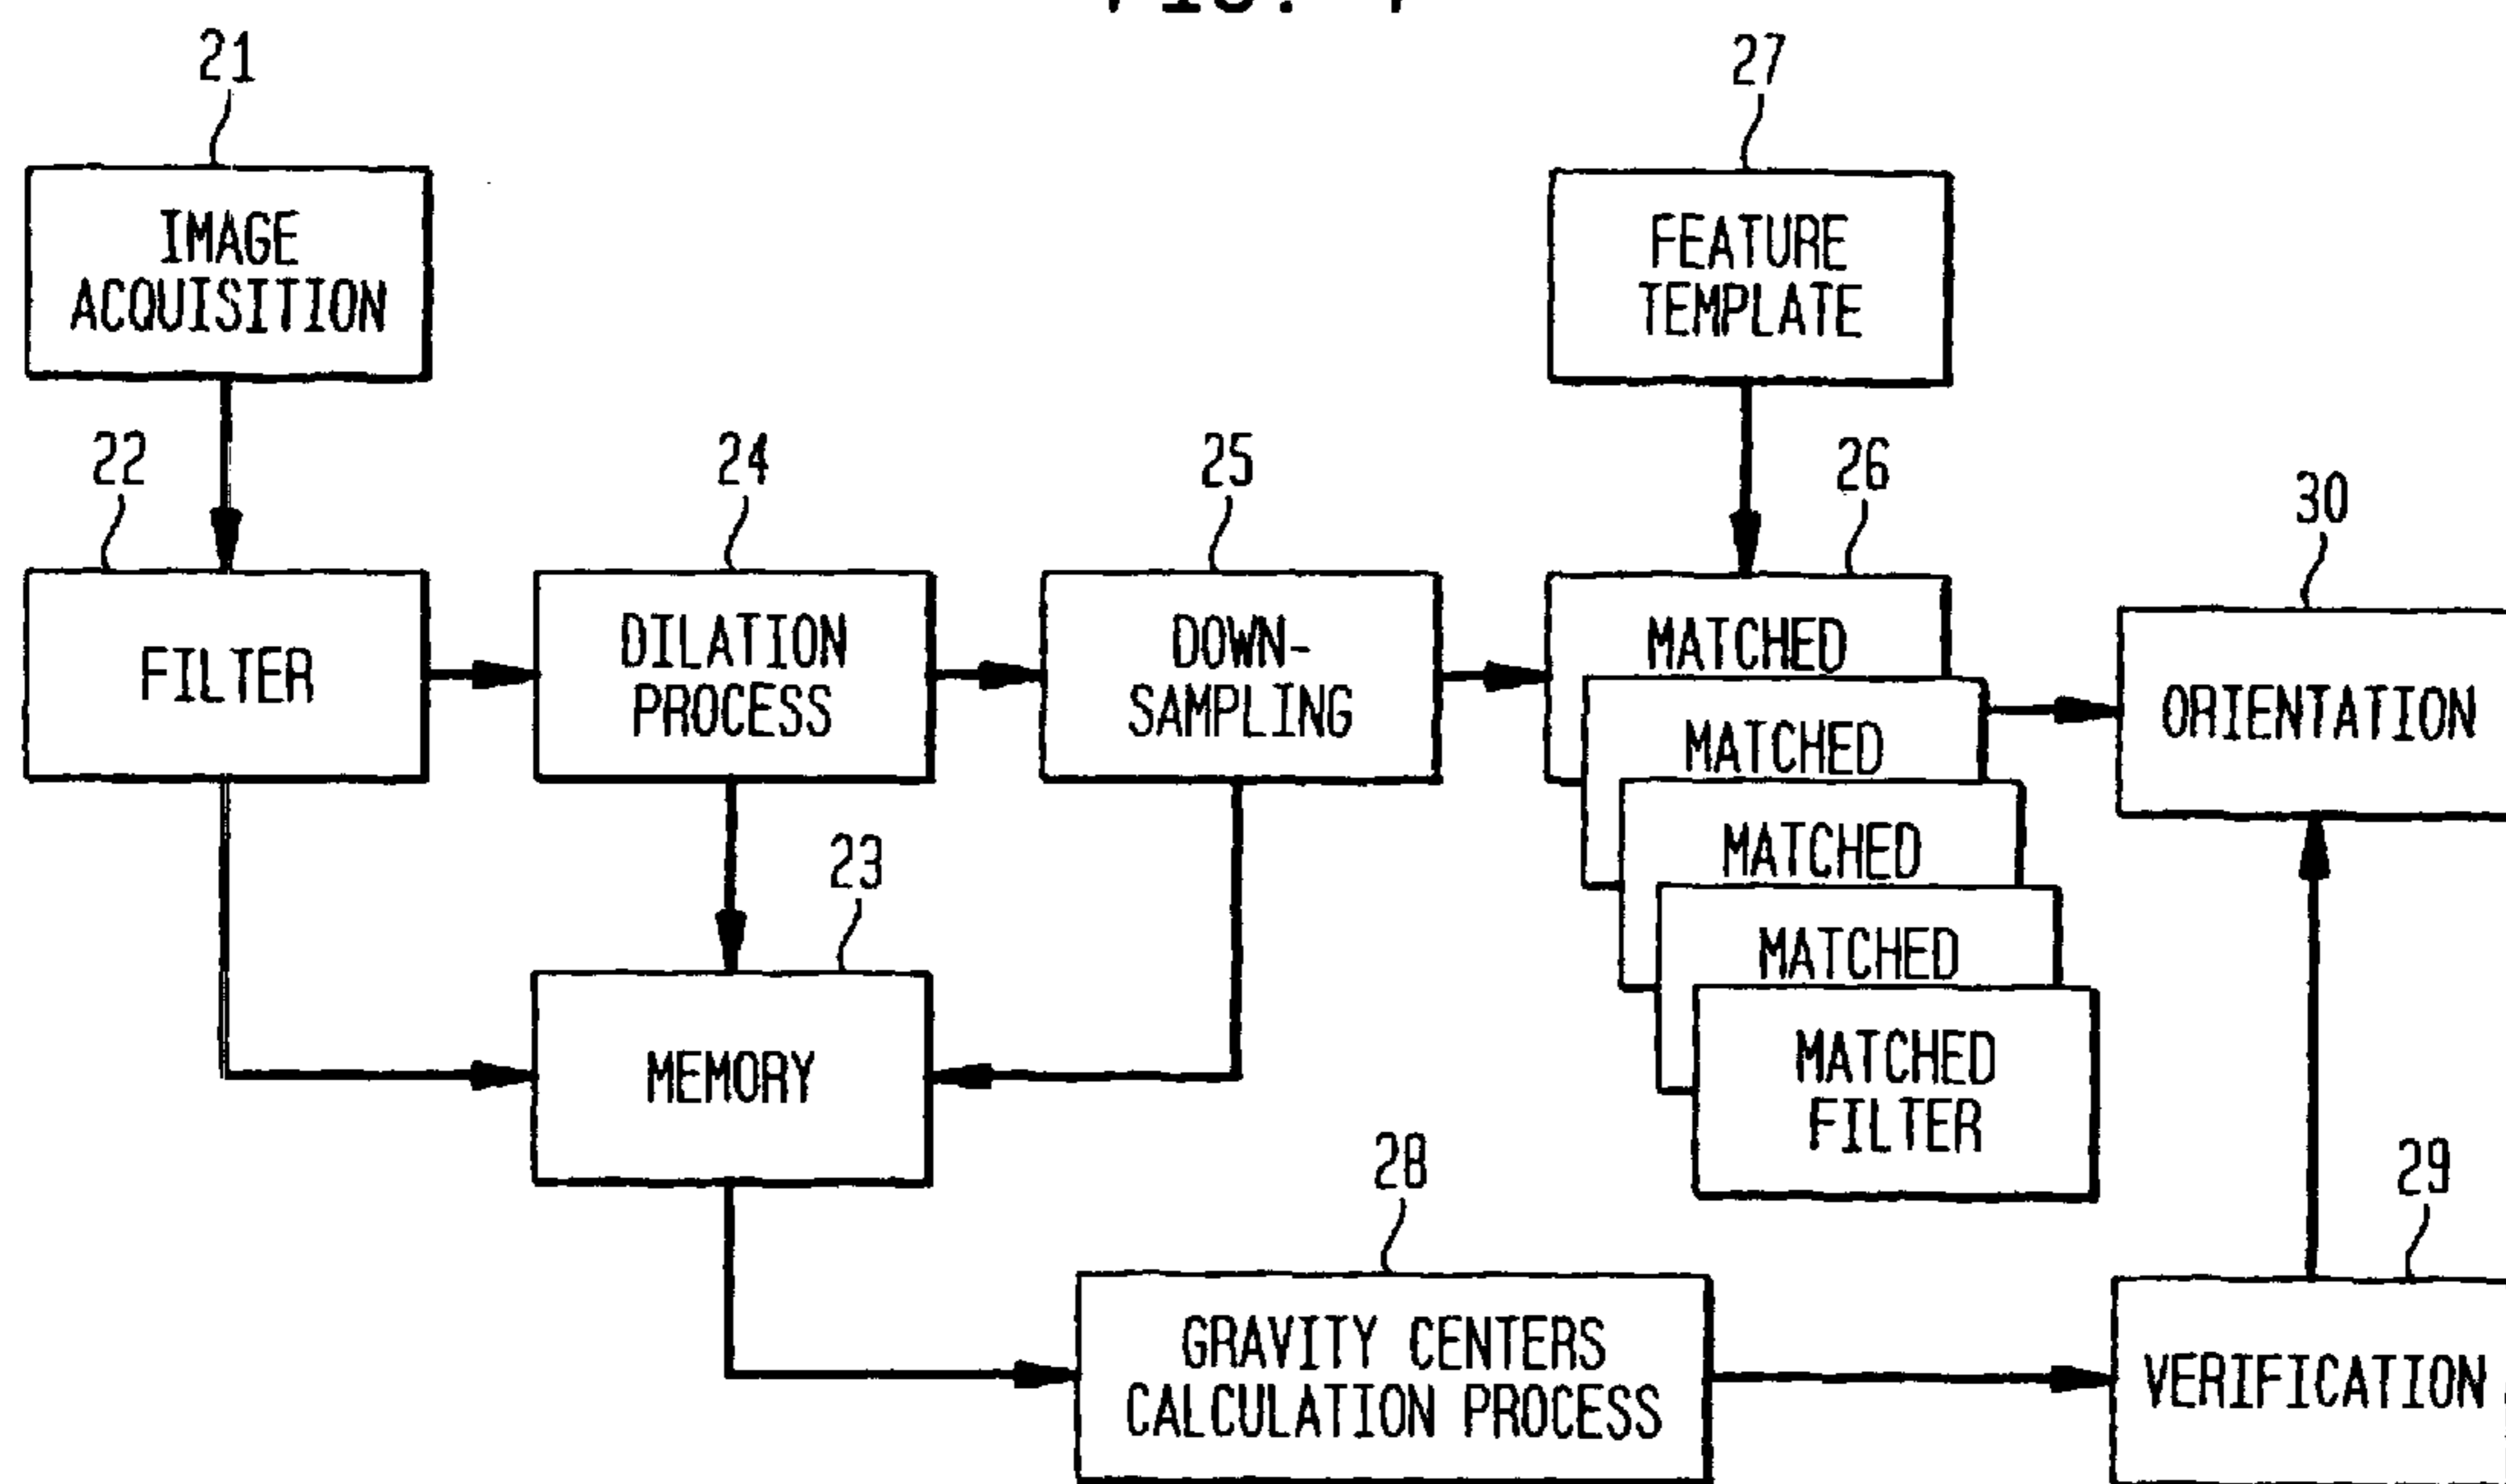 21
27
IMAGE
ACQUISITION
FEATURE
TEMPLATE
22
24
25
26
30
FILTER
DILATION
PROCESS
DOWN-
SAMPLING
MATCHED
MATCHED
MATCHED
MATCHED
MATCHED
FILTER
ORIENTATION
23
MEMORY
28
29
GRAVITY CENTERS
CALCULATION PROCESS
VERIFICATION